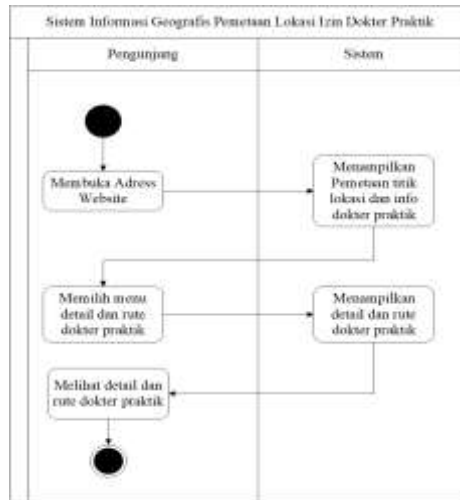 Sistem Informasi Geografis Pemetaan Lokasi Izin Dokter Praktik
Pengunjung
Sistem
Membuka Adress
Website
Menampilkan
Pemetaan titik
lokasi dan info
dokter praktik
Memilih menu
detail dan rute
dokter praktik
Menampilkan
detail dan rute
dokter praktik
Melihat detail dan
rute dokter praktik